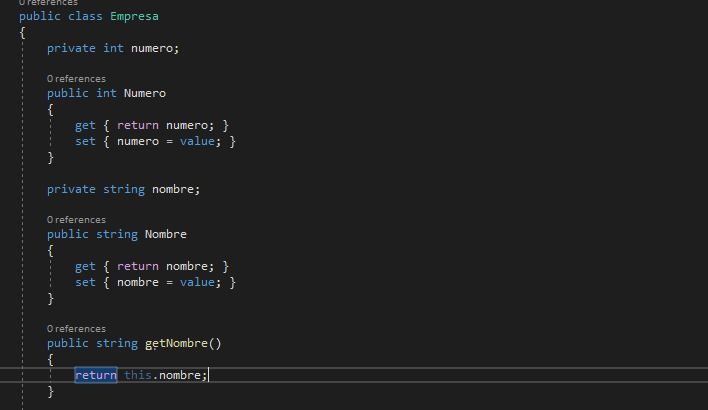 0 references
public class Empresa
{
private int numero;
0 references
public int Numero
{
get { return numero; }
set { numero = value; }
}
private string nombre;
0 references
public string Nombre
{
get { return nombre; }
set { nombre = value; }
}
0 references
public string getNombre()
{
return this.nombre;
}